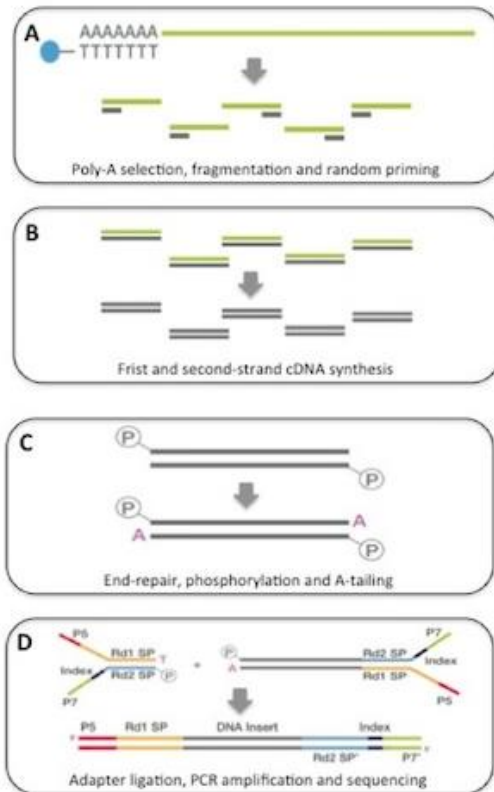 A
AAAAAAA
TTTTTTT
Poly-A selection, fragmentation and random priming
B
Frist and second-strand cDNA synthesis
C
P
P
P
A
A
P
End-repair, phosphorylation and A-tailing
D
P5
Rd1 SP
T
Index
Rd2 SP
P
P7
+
P
A
P7
Rd2 SP
Index
Rd1 SP
P5
P5
Rd1 SP
DNA Insert
Index
Rd2 SP'
P7'
Adapter ligation, PCR amplification and sequencing